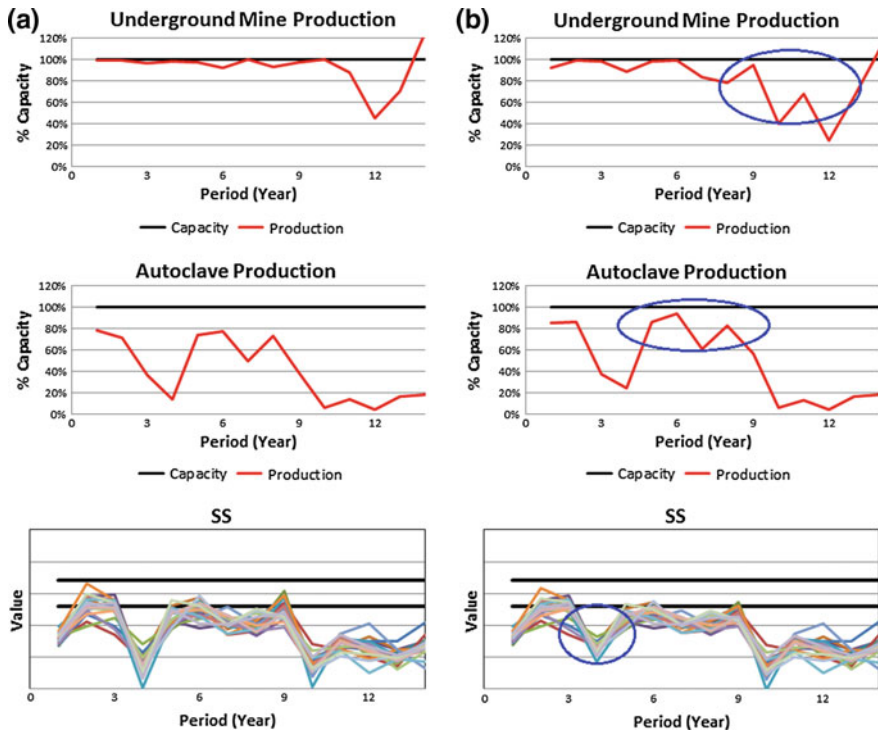 (a)
Underground Mine Production
120%
100%
80%
60%
40%
20%
0%
% Capacity
0 3 6 9 12
Period (Year)
Capacity Production
Autoclave Production
120%
100%
80%
60%
40%
20%
0%
% Capacity
0 3 6 9 12
Period (Year)
Capacity Production
SS
Value
0 3 6 9 12
Period (Year)
(b)
Underground Mine Production
120%
100%
80%
60%
40%
20%
0%
% Capacity
0 3 6 9 12
Period (Year)
Capacity Production
Autoclave Production
120%
100%
80%
60%
40%
20%
0%
% Capacity
0 3 6 9 12
Period (Year)
Capacity Production
SS
Value
0 3 6 9 12
Period (Year)